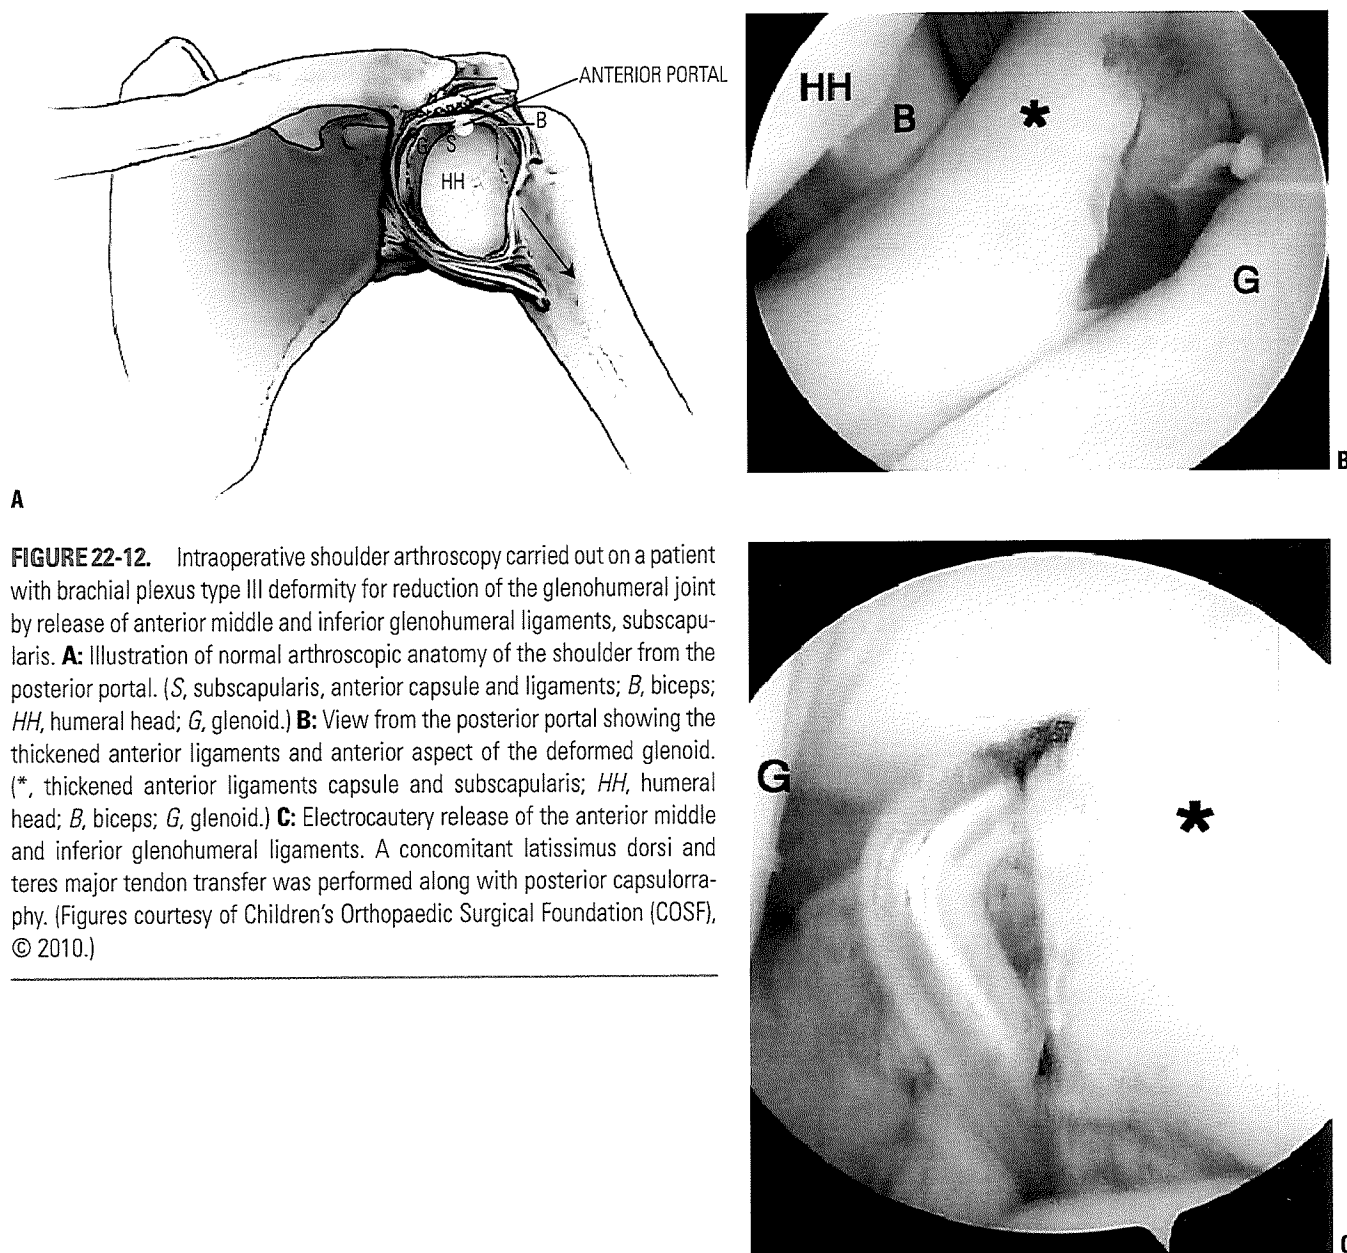 ANTERIOR PORTAL
B
G
S
HH
A
HH
B
*
G
B
FIGURE 22-12. Intraoperative shoulder arthroscopy carried out on a patient
with brachial plexus type III deformity for reduction of the glenohumeral joint
by release of anterior middle and inferior glenohumeral ligaments, subscapu-
laris. A: Illustration of normal arthroscopic anatomy of the shoulder from the
posterior portal. (S, subscapularis, anterior capsule and ligaments; B, biceps;
HH, humeral head; G, glenoid.) B: View from the posterior portal showing the
thickened anterior ligaments and anterior aspect of the deformed glenoid.
(*, thickened anterior ligaments capsule and subscapularis; HH, humeral
head; B, biceps; G, glenoid.) C: Electrocautery release of the anterior middle
and inferior glenohumeral ligaments. A concomitant latissimus dorsi and
teres major tendon transfer was performed along with posterior capsulorra-
phy. (Figures courtesy of Children's Orthopaedic Surgical Foundation (COSF),
© 2010.)
G
*
C